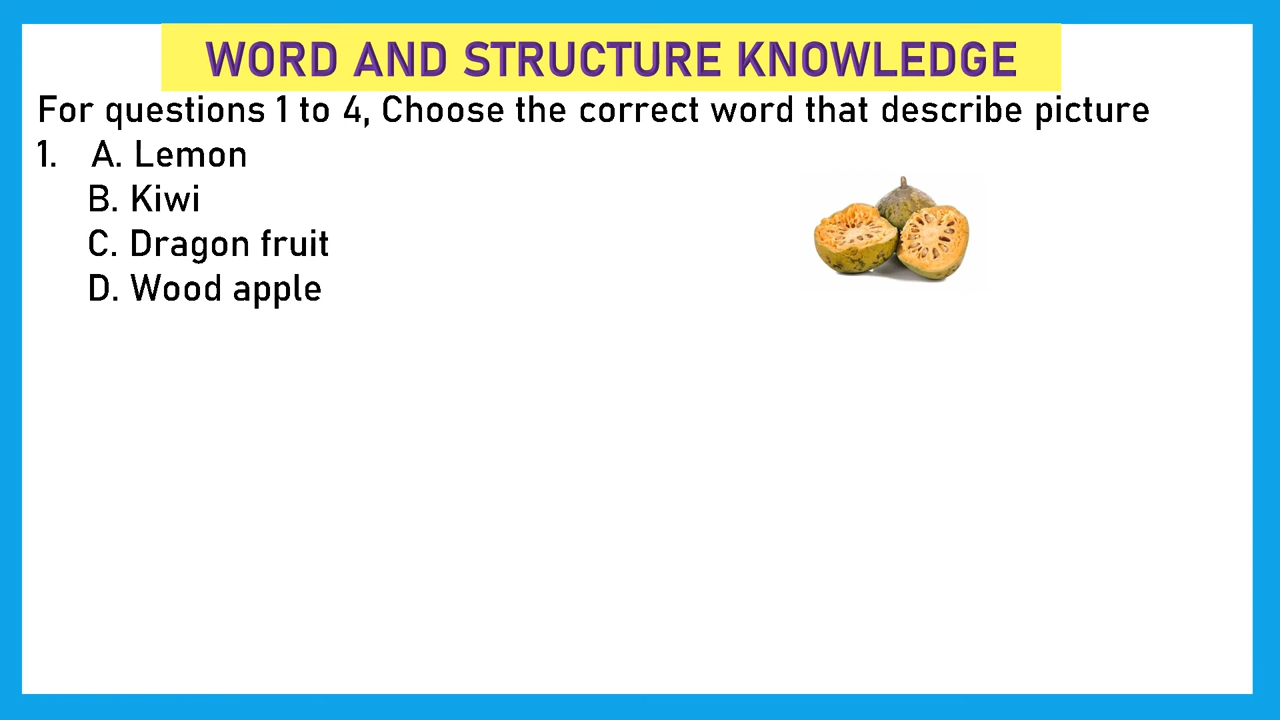 WORD AND STRUCTURE KNOWLEDGE
For questions 1 to 4, Choose the correct word that describe picture
1. A. Lemon
B. Kiwi
C. Dragon fruit
D. Wood apple